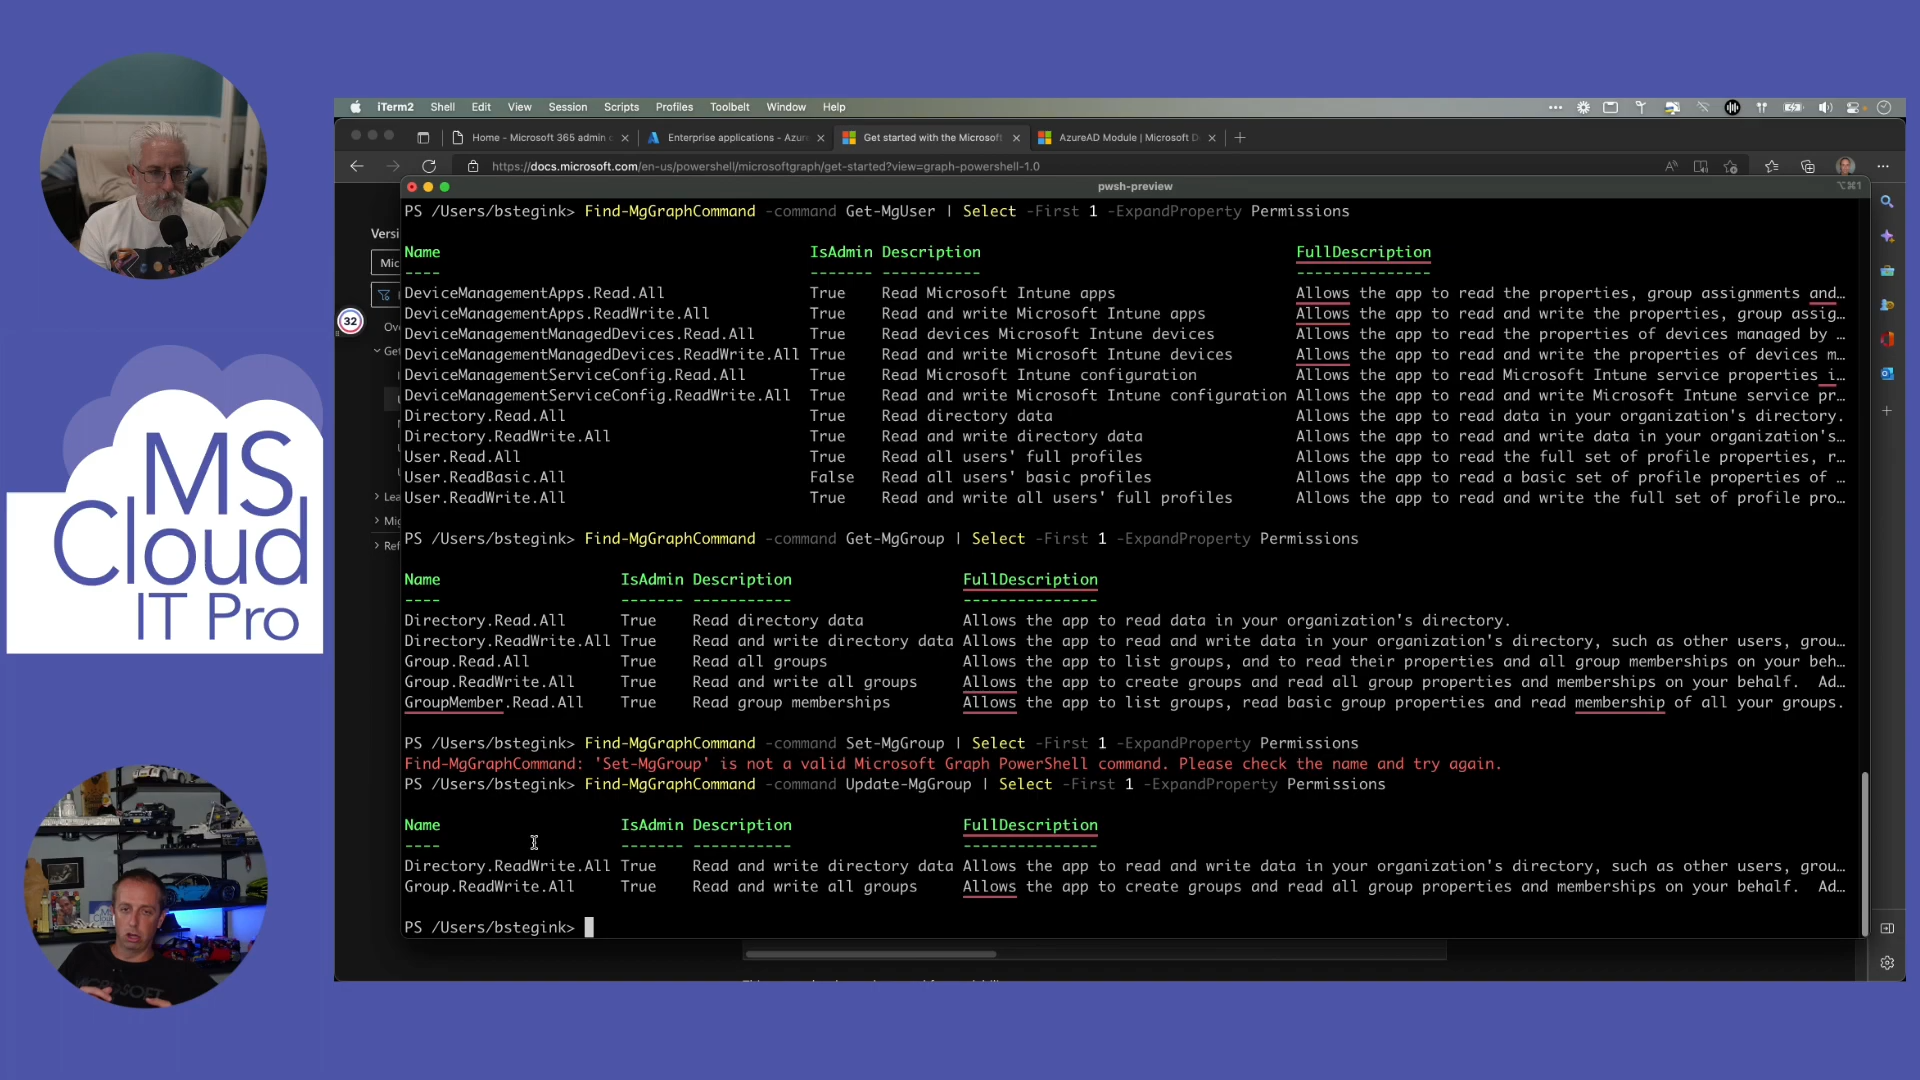 iTerm2 Shell Edit View Session Scripts Profiles Toolbelt Window Help
Home - Microsoft 365 admin c
Enterprise applications - Azure
Get started with the Microsoft
AzureAD Module | Microsoft D
https://docs.microsoft.com/en-us/powershell/microsoftgraph/get-started?view=graph-powershell-1.0
pwsh-preview
⌥⌘1
Versi
Mic
32
Ove
Get
Lea
Mig
Ref
PS /Users/bstegink> Find-MgGraphCommand -command Get-MgUser | Select -First 1 -ExpandProperty Permissions
Name IsAdmin Description FullDescription
---- ------- ----------- ---------------
DeviceManagementApps.Read.All True Read Microsoft Intune apps Allows the app to read the properties, group assignments and…
DeviceManagementApps.ReadWrite.All True Read and write Microsoft Intune apps Allows the app to read and write the properties, group assig…
DeviceManagementManagedDevices.Read.All True Read devices Microsoft Intune devices Allows the app to read the properties of devices managed by …
DeviceManagementManagedDevices.ReadWrite.All True Read and write Microsoft Intune devices Allows the app to read and write the properties of devices m…
DeviceManagementServiceConfig.Read.All True Read Microsoft Intune configuration Allows the app to read Microsoft Intune service properties i…
DeviceManagementServiceConfig.ReadWrite.All True Read and write Microsoft Intune configuration Allows the app to read and write Microsoft Intune service pr…
Directory.Read.All True Read directory data Allows the app to read data in your organization's directory.
Directory.ReadWrite.All True Read and write directory data Allows the app to read and write data in your organization's…
User.Read.All True Read all users' full profiles Allows the app to read the full set of profile properties, r…
User.ReadBasic.All False Read all users' basic profiles Allows the app to read a basic set of profile properties of …
User.ReadWrite.All True Read and write all users' full profiles Allows the app to read and write the full set of profile pro…
PS /Users/bstegink> Find-MgGraphCommand -command Get-MgGroup | Select -First 1 -ExpandProperty Permissions
Name IsAdmin Description FullDescription
---- ------- ----------- ---------------
Directory.Read.All True Read directory data Allows the app to read data in your organization's directory.
Directory.ReadWrite.All True Read and write directory data Allows the app to read and write data in your organization's directory, such as other users, grou…
Group.Read.All True Read all groups Allows the app to list groups, and to read their properties and all group memberships on your beh…
Group.ReadWrite.All True Read and write all groups Allows the app to create groups and read all group properties and memberships on your behalf.  Ad…
GroupMember.Read.All True Read group memberships Allows the app to list groups, read basic group properties and read membership of all your groups.
PS /Users/bstegink> Find-MgGraphCommand -command Set-MgGroup | Select -First 1 -ExpandProperty Permissions
Find-MgGraphCommand: 'Set-MgGroup' is not a valid Microsoft Graph PowerShell command. Please check the name and try again.
PS /Users/bstegink> Find-MgGraphCommand -command Update-MgGroup | Select -First 1 -ExpandProperty Permissions
Name IsAdmin Description FullDescription
---- ------- ----------- ---------------
Directory.ReadWrite.All True Read and write directory data Allows the app to read and write data in your organization's directory, such as other users, grou…
Group.ReadWrite.All True Read and write all groups Allows the app to create groups and read all group properties and memberships on your behalf.  Ad…
PS /Users/bstegink>
MS
Cloud
IT Pro